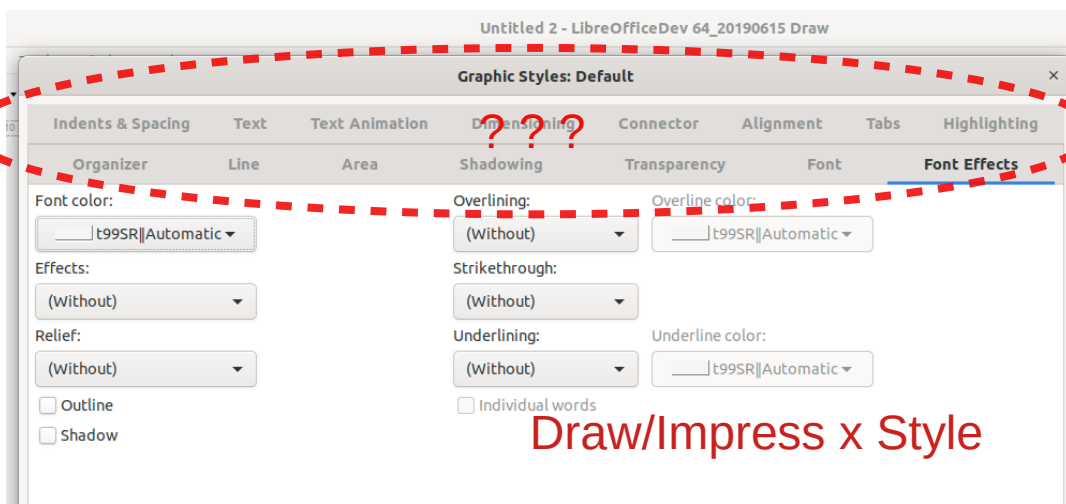 Untitled 2 - LibreOfficeDev 64_20190615 Draw
Graphic Styles: Default ×
10
Indents & Spacing Text Text Animation Dimensioning Connector Alignment Tabs Highlighting
? ? ?
Organizer Line Area Shadowing Transparency Font Font Effects
Font color: Overlining: Overline color:
t99SR||Automatic (Without) t99SR||Automatic
Effects: Strikethrough:
(Without) (Without)
Relief: Underlining: Underline color:
(Without) (Without) t99SR||Automatic
Outline Individual words
Shadow
Draw/Impress x Style